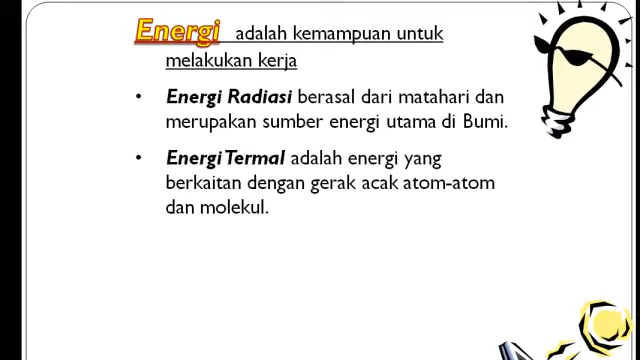 Energi adalah kemampuan untuk
melakukan kerja
• Energi Radiasi berasal dari matahari dan
merupakan sumber energi utama di Bumi.
• Energi Termal adalah energi yang
berkaitan dengan gerak acak atom-atom
dan molekul.